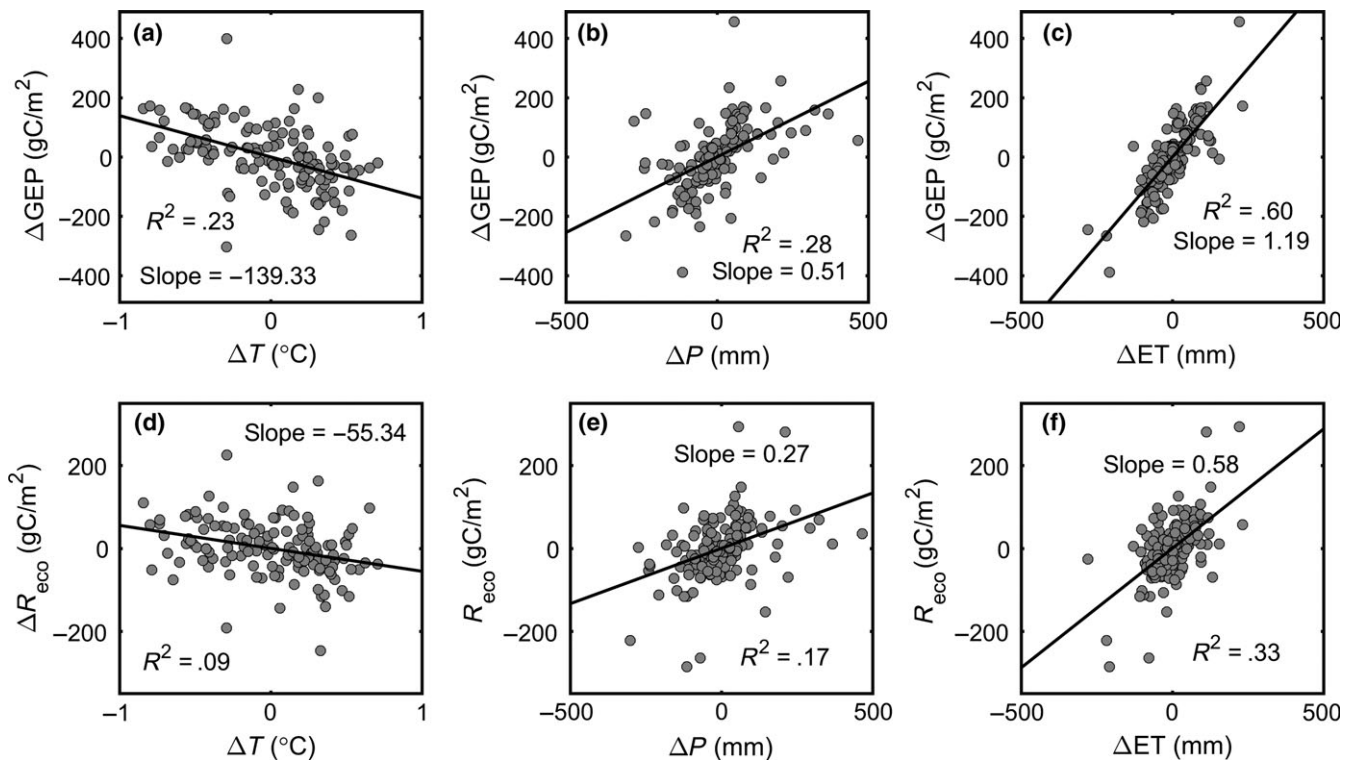 (a)
400
200
0
−200
−400
ΔGEP (gC/m²)
R² = .23
Slope = −139.33
−1 0 1
ΔT (°C)
(b)
400
200
0
−200
−400
ΔGEP (gC/m²)
R² = .28
Slope = 0.51
−500 0 500
ΔP (mm)
(c)
400
200
0
−200
−400
ΔGEP (gC/m²)
R² = .60
Slope = 1.19
−500 0 500
ΔET (mm)
(d)
Slope = −55.34
200
0
−200
ΔR_eco (gC/m²)
R² = .09
−1 0 1
ΔT (°C)
(e)
Slope = 0.27
200
0
−200
R_eco (gC/m²)
R² = .17
−500 0 500
ΔP (mm)
(f)
Slope = 0.58
200
0
−200
R_eco (gC/m²)
R² = .33
−500 0 500
ΔET (mm)